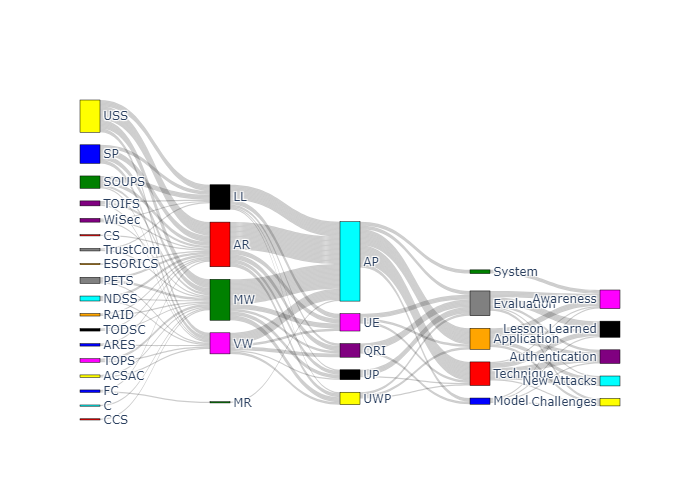 USS
SP
SOUPS
TOIFS
WiSec
CS
TrustCom
ESORICS
PETS
NDSS
RAID
TODSC
ARES
TOPS
ACSAC
FC
C
CCS
LL
AR
MW
VW
MR
AP
UE
QRI
UP
UWP
System
Evaluation
Application
Technique
Model
Awareness
Lesson Learned
Authentication
New Attacks
Challenges